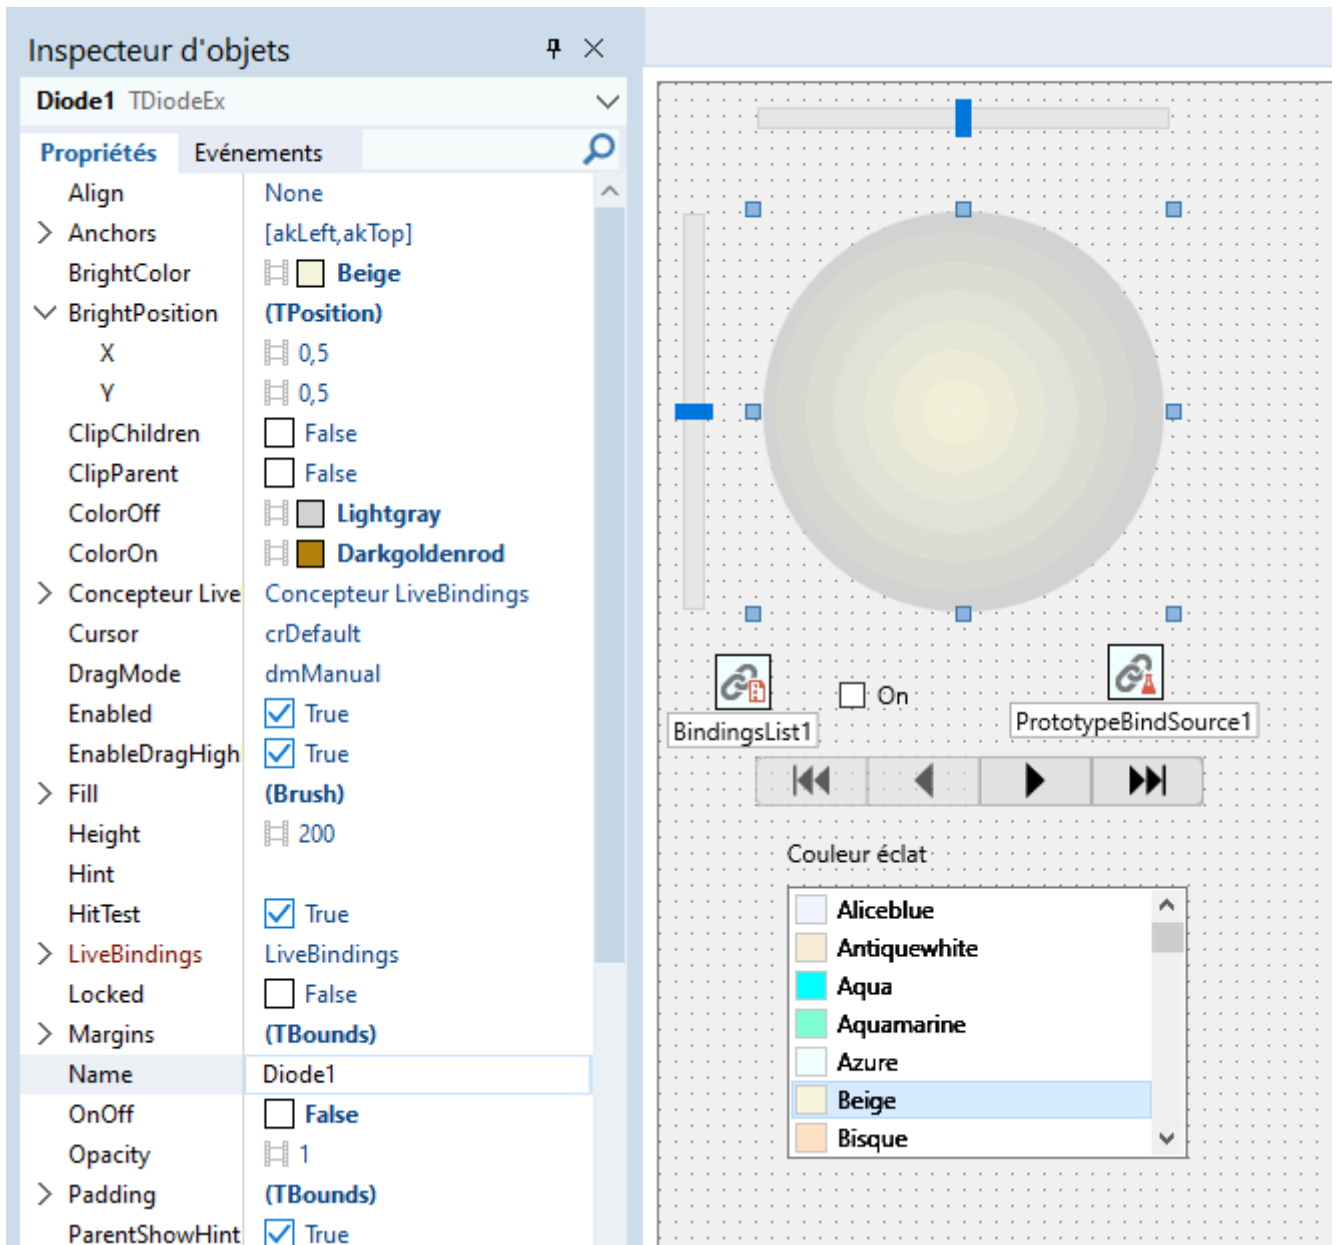 Inspecteur d'objets
Diode1 TDiodeEx
Propriétés Evénements
Align None
Anchors [akLeft,akTop]
BrightColor Beige
BrightPosition (TPosition)
X 0,5
Y 0,5
ClipChildren False
ClipParent False
ColorOff Lightgray
ColorOn Darkgoldenrod
Concepteur Live Concepteur LiveBindings
Cursor crDefault
DragMode dmManual
Enabled True
EnableDragHigh True
Fill (Brush)
Height 200
Hint
HitTest True
LiveBindings LiveBindings
Locked False
Margins (TBounds)
Name Diode1
OnOff False
Opacity 1
Padding (TBounds)
ParentShowHint True
BindingsList1
On
PrototypeBindSource1
Couleur éclat
Aliceblue
Antiquewhite
Aqua
Aquamarine
Azure
Beige
Bisque